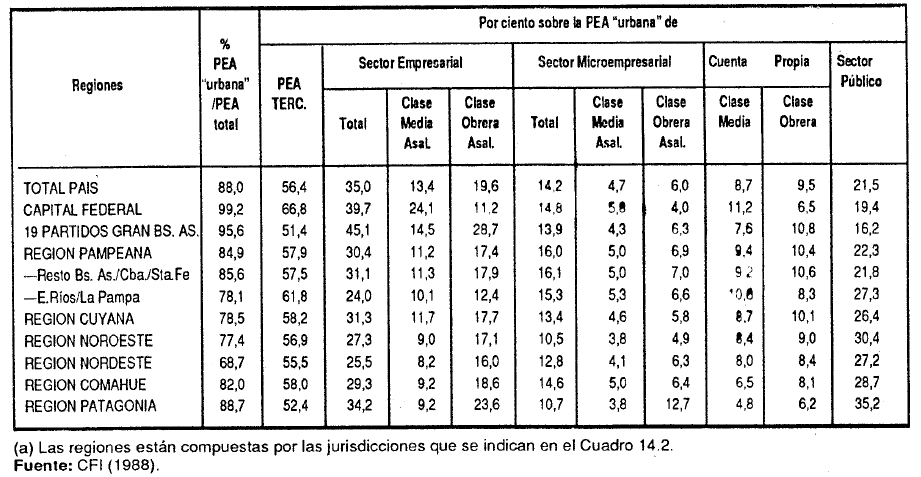 Por ciento sobre la PEA "urbana" de
Regiones
%
PEA
"urbana"
/PEA
total
PEA
TERC.
Sector Empresarial
Sector Microempresarial
Cuenta Propia
Sector
Público
Total
Clase
Media
Asal.
Clase
Obrera
Asal.
Total
Clase
Media
Asal.
Clase
Obrera
Asal.
Clase
Media
Clase
Obrera
TOTAL PAIS 88,0 56,4 35,0 13,4 19,6 14,2 4,7 6,0 8,7 9,5 21,5
CAPITAL FEDERAL 99,2 66,8 39,7 24,1 11,2 14,8 5,8 4,0 11,2 6,5 19,4
19 PARTIDOS GRAN BS. AS. 95,6 51,4 45,1 14,5 28,7 13,9 4,3 6,3 7,6 10,8 16,2
REGION PAMPEANA 84,9 57,9 30,4 11,2 17,4 16,0 5,0 6,9 9,4 10,4 22,3
—Resto Bs. As./Cba./Sta.Fe 85,6 57,5 31,1 11,3 17,9 16,1 5,0 7,0 9,2 10,6 21,8
—E.Ríos/La Pampa 78,1 61,8 24,0 10,1 12,4 15,3 5,3 6,6 10,6 8,3 27,3
REGION CUYANA 78,5 58,2 31,3 11,7 17,7 13,4 4,6 5,8 8,7 10,1 26,4
REGION NOROESTE 77,4 56,9 27,3 9,0 17,1 10,5 3,8 4,9 8,4 9,0 30,4
REGION NORDESTE 68,7 55,5 25,5 8,2 16,0 12,8 4,1 6,3 8,0 8,4 27,2
REGION COMAHUE 82,0 58,0 29,3 9,2 18,6 14,6 5,0 6,4 6,5 8,1 28,7
REGION PATAGONIA 88,7 52,4 34,2 9,2 23,6 10,7 3,8 12,7 4,8 6,2 35,2
(a) Las regiones están compuestas por las jurisdicciones que se indican en el Cuadro 14.2.
Fuente: CFI (1988).